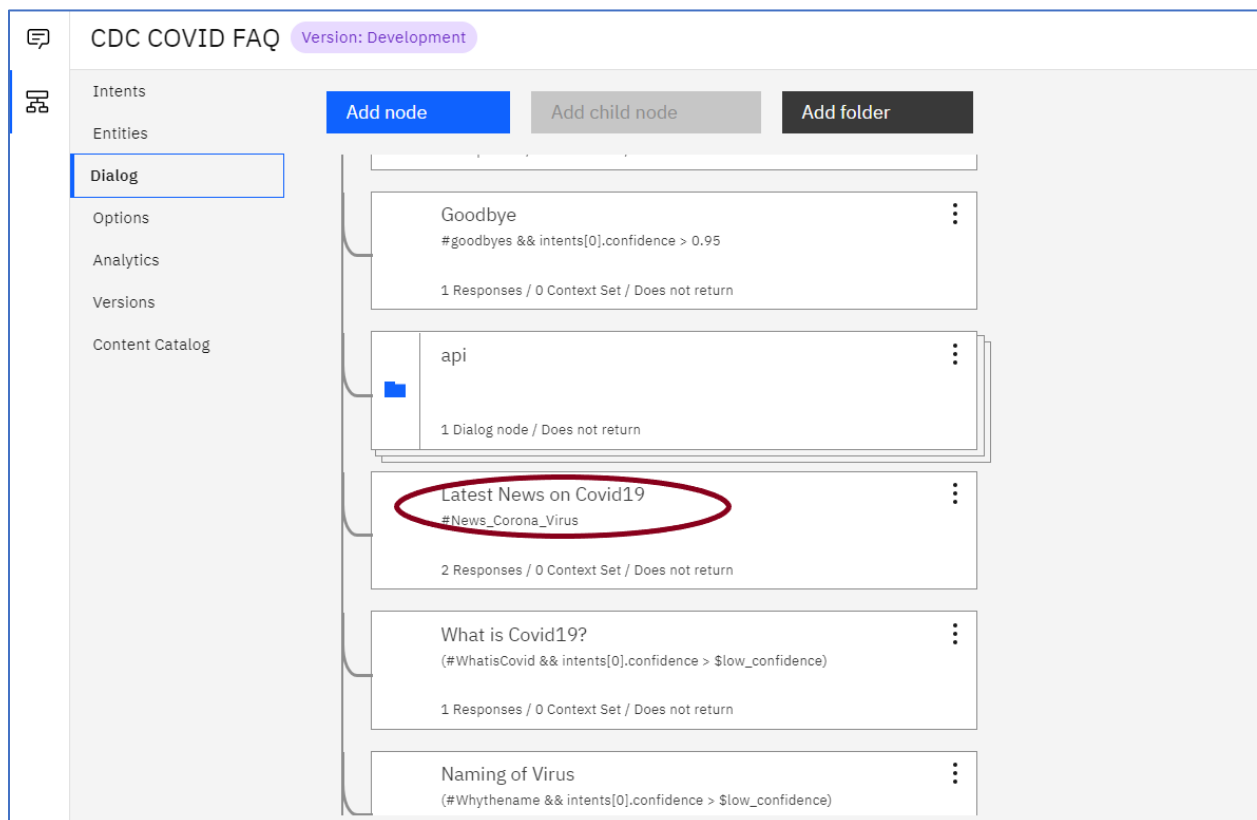 CDC COVID FAQ Version: Development
Intents
Entities
Dialog
Options
Analytics
Versions
Content Catalog
Add node Add child node Add folder
Goodbye
#goodbyes && intents[0].confidence > 0.95
1 Responses / 0 Context Set / Does not return
api
1 Dialog node / Does not return
Latest News on Covid19
#News_Corona_Virus
2 Responses / 0 Context Set / Does not return
What is Covid19?
(#WhatisCovid && intents[0].confidence > $low_confidence)
1 Responses / 0 Context Set / Does not return
Naming of Virus
(#Whythename && intents[0].confidence > $low_confidence)